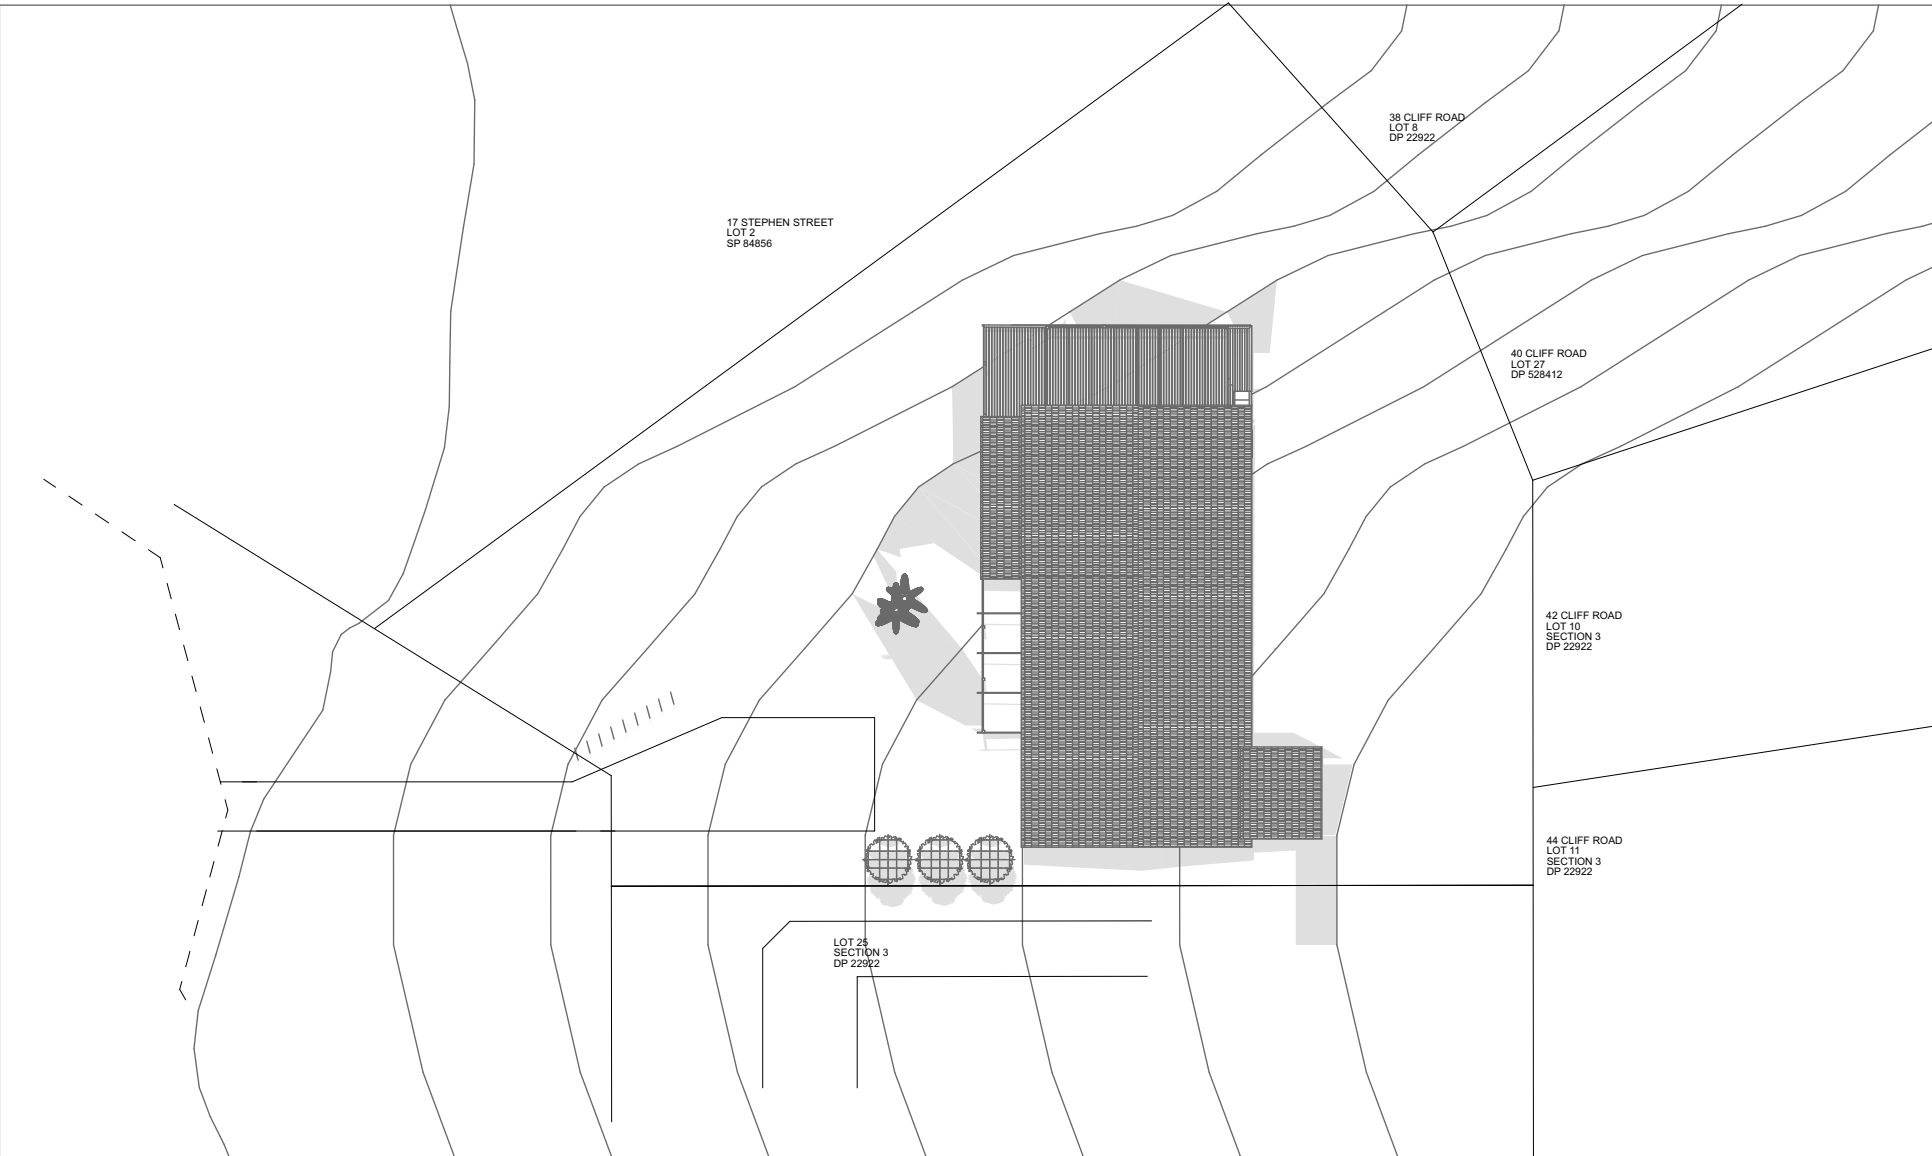 38 CLIFF ROAD
LOT 8
DP 22922
17 STEPHEN STREET
LOT 2
SP 84856
40 CLIFF ROAD
LOT 27
DP 528412
42 CLIFF ROAD
LOT 10
SECTION 3
DP 22922
44 CLIFF ROAD
LOT 11
SECTION 3
DP 22922
LOT 25
SECTION 3
DP 22922